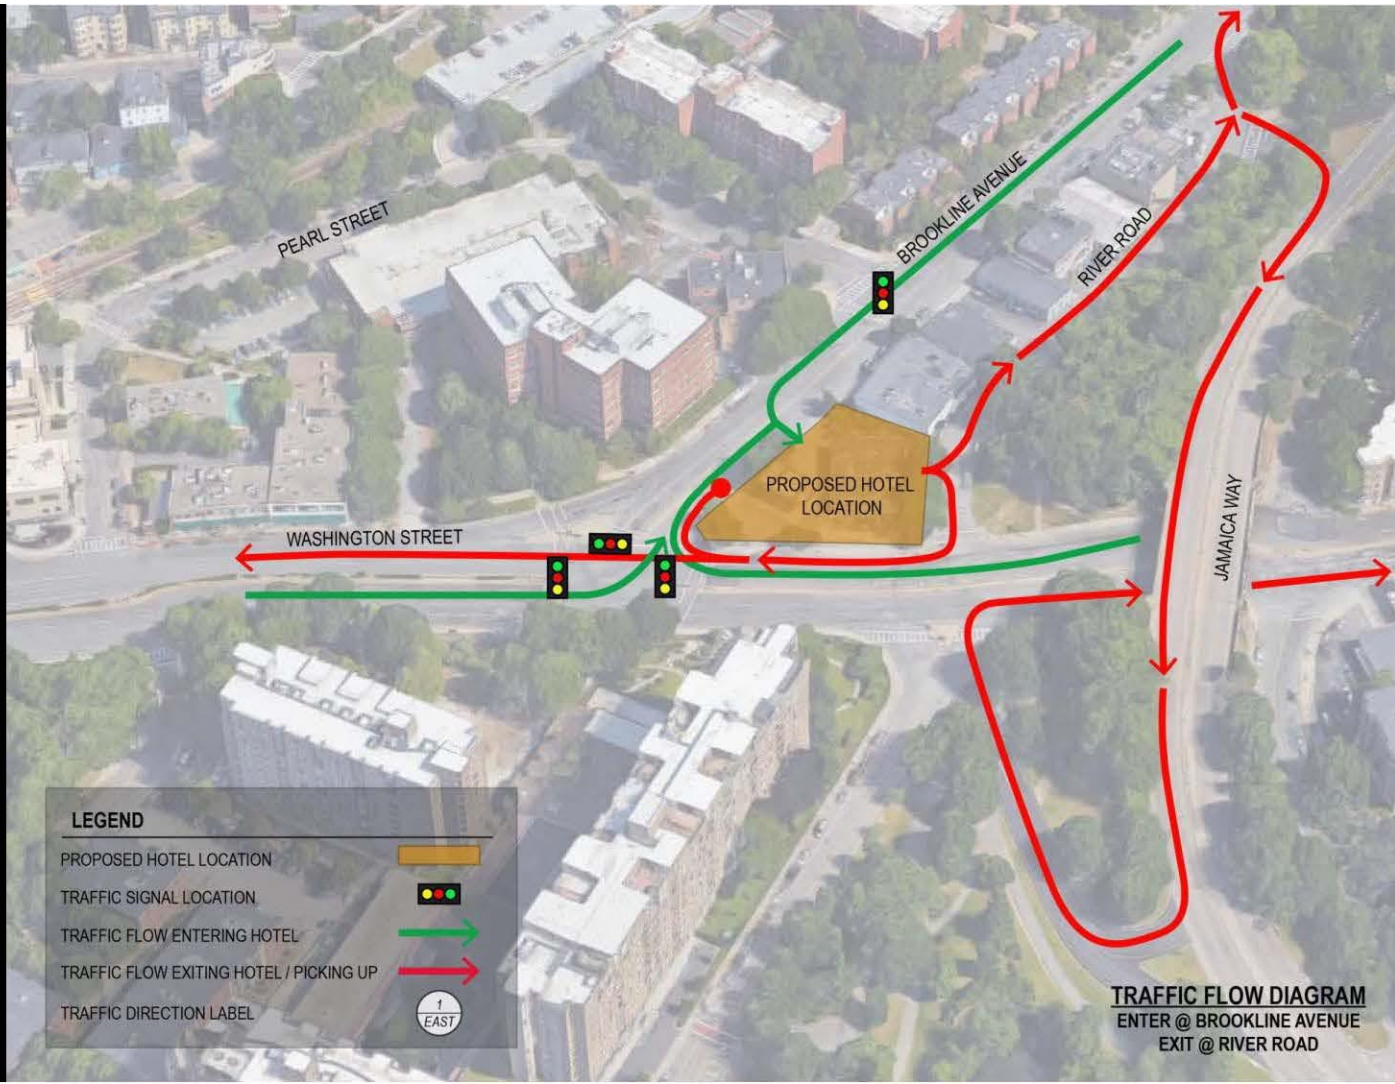 PEARL STREET
BROOKLINE AVENUE
RIVER ROAD
PROPOSED HOTEL
LOCATION
WASHINGTON STREET
JAMAICA WAY
LEGEND
PROPOSED HOTEL LOCATION
TRAFFIC SIGNAL LOCATION
TRAFFIC FLOW ENTERING HOTEL
TRAFFIC FLOW EXITING HOTEL / PICKING UP
TRAFFIC DIRECTION LABEL
1
EAST
TRAFFIC FLOW DIAGRAM
ENTER @ BROOKLINE AVENUE
EXIT @ RIVER ROAD